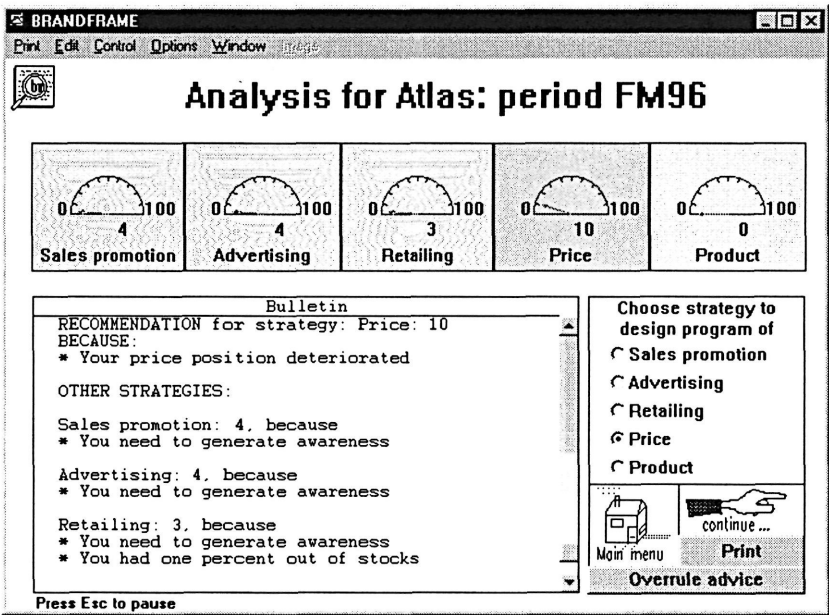 BRANDFRAME
Print Edit Control Options Window Image
Analysis for Atlas: period FM96
0 100
4
Sales promotion
0 100
4
Advertising
0 100
3
Retailing
0 100
10
Price
0 100
0
Product
Bulletin
RECOMMENDATION for strategy: Price: 10
BECAUSE:
* Your price position deteriorated
OTHER STRATEGIES:
Sales promotion: 4, because
* You need to generate awareness
Advertising: 4, because
* You need to generate awareness
Retailing: 3, because
* You need to generate awareness
* You had one percent out of stocks
Choose strategy to
design program of
Sales promotion
Advertising
Retailing
Price
Product
Main menu
continue ...
Print
Overrule advice
Press Esc to pause